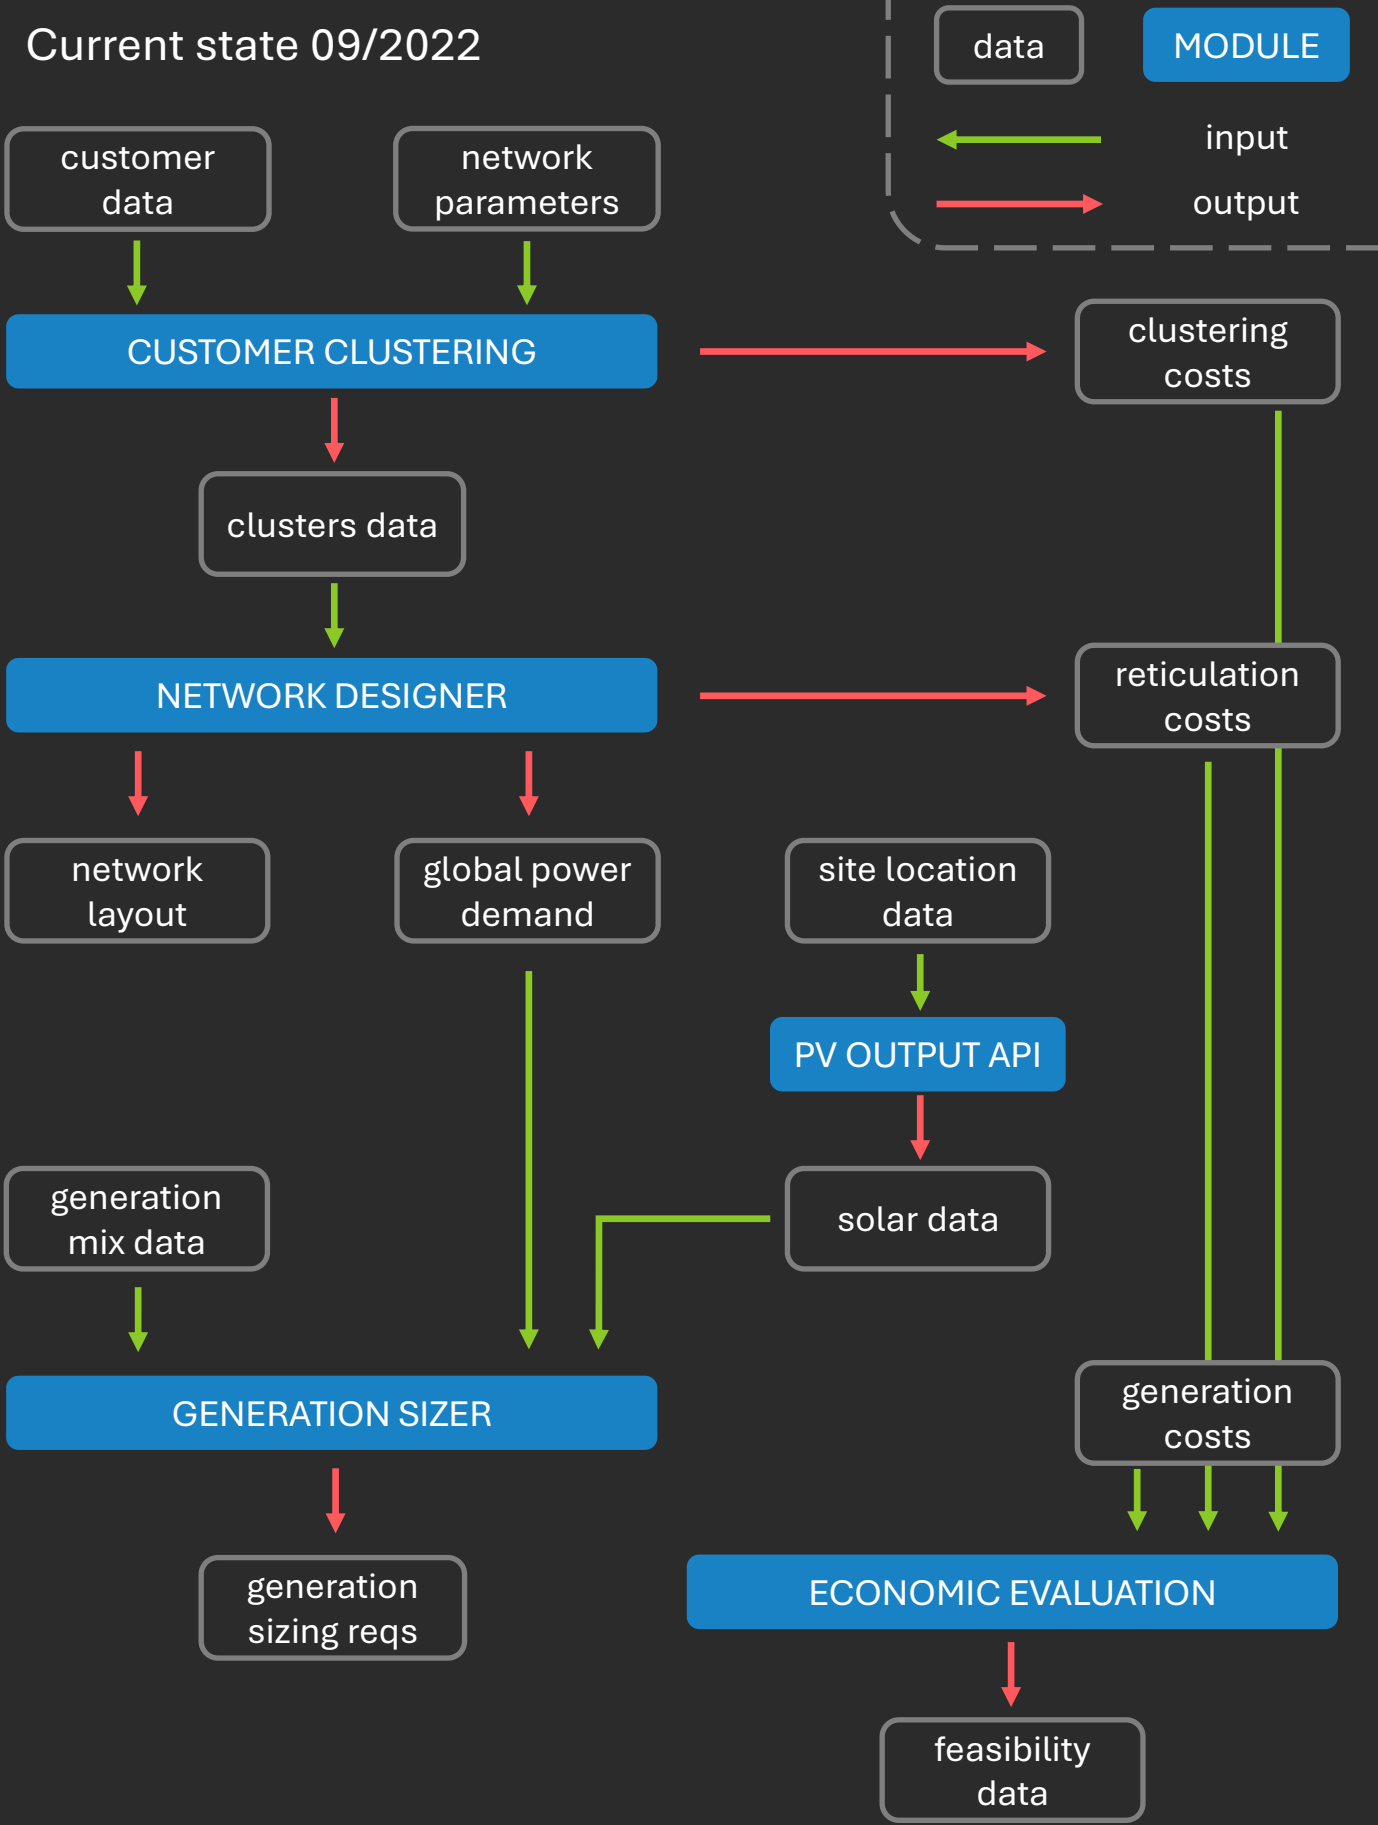 Current state 09/2022
data
MODULE
input
output
customer
data
network
parameters
CUSTOMER CLUSTERING
clustering
costs
clusters data
NETWORK DESIGNER
reticulation
costs
network
layout
global power
demand
site location
data
PV OUTPUT API
generation
mix data
solar data
GENERATION SIZER
generation
costs
generation
sizing reqs
ECONOMIC EVALUATION
feasibility
data